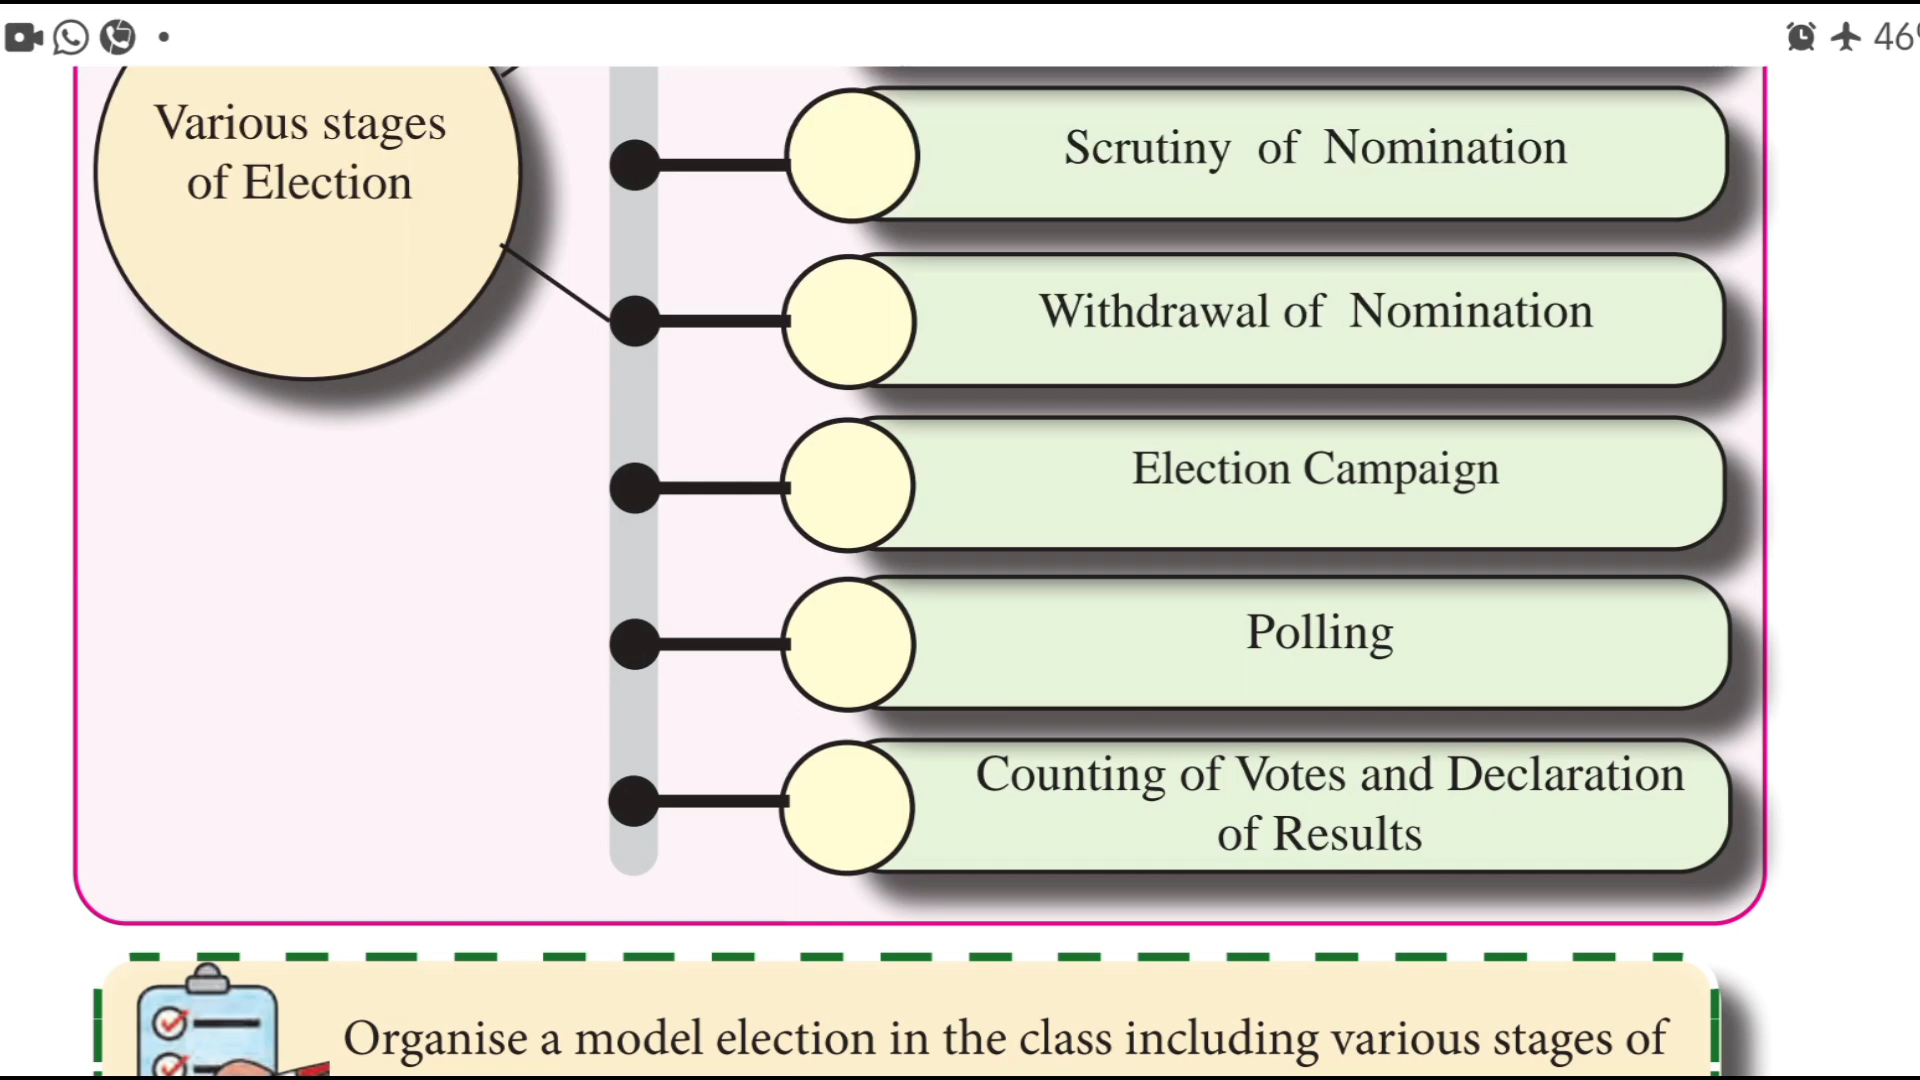 46
Various stages
of Election
Scrutiny of Nomination
Withdrawal of Nomination
Election Campaign
Polling
Counting of Votes and Declaration
of Results
Organise a model election in the class including various stages of